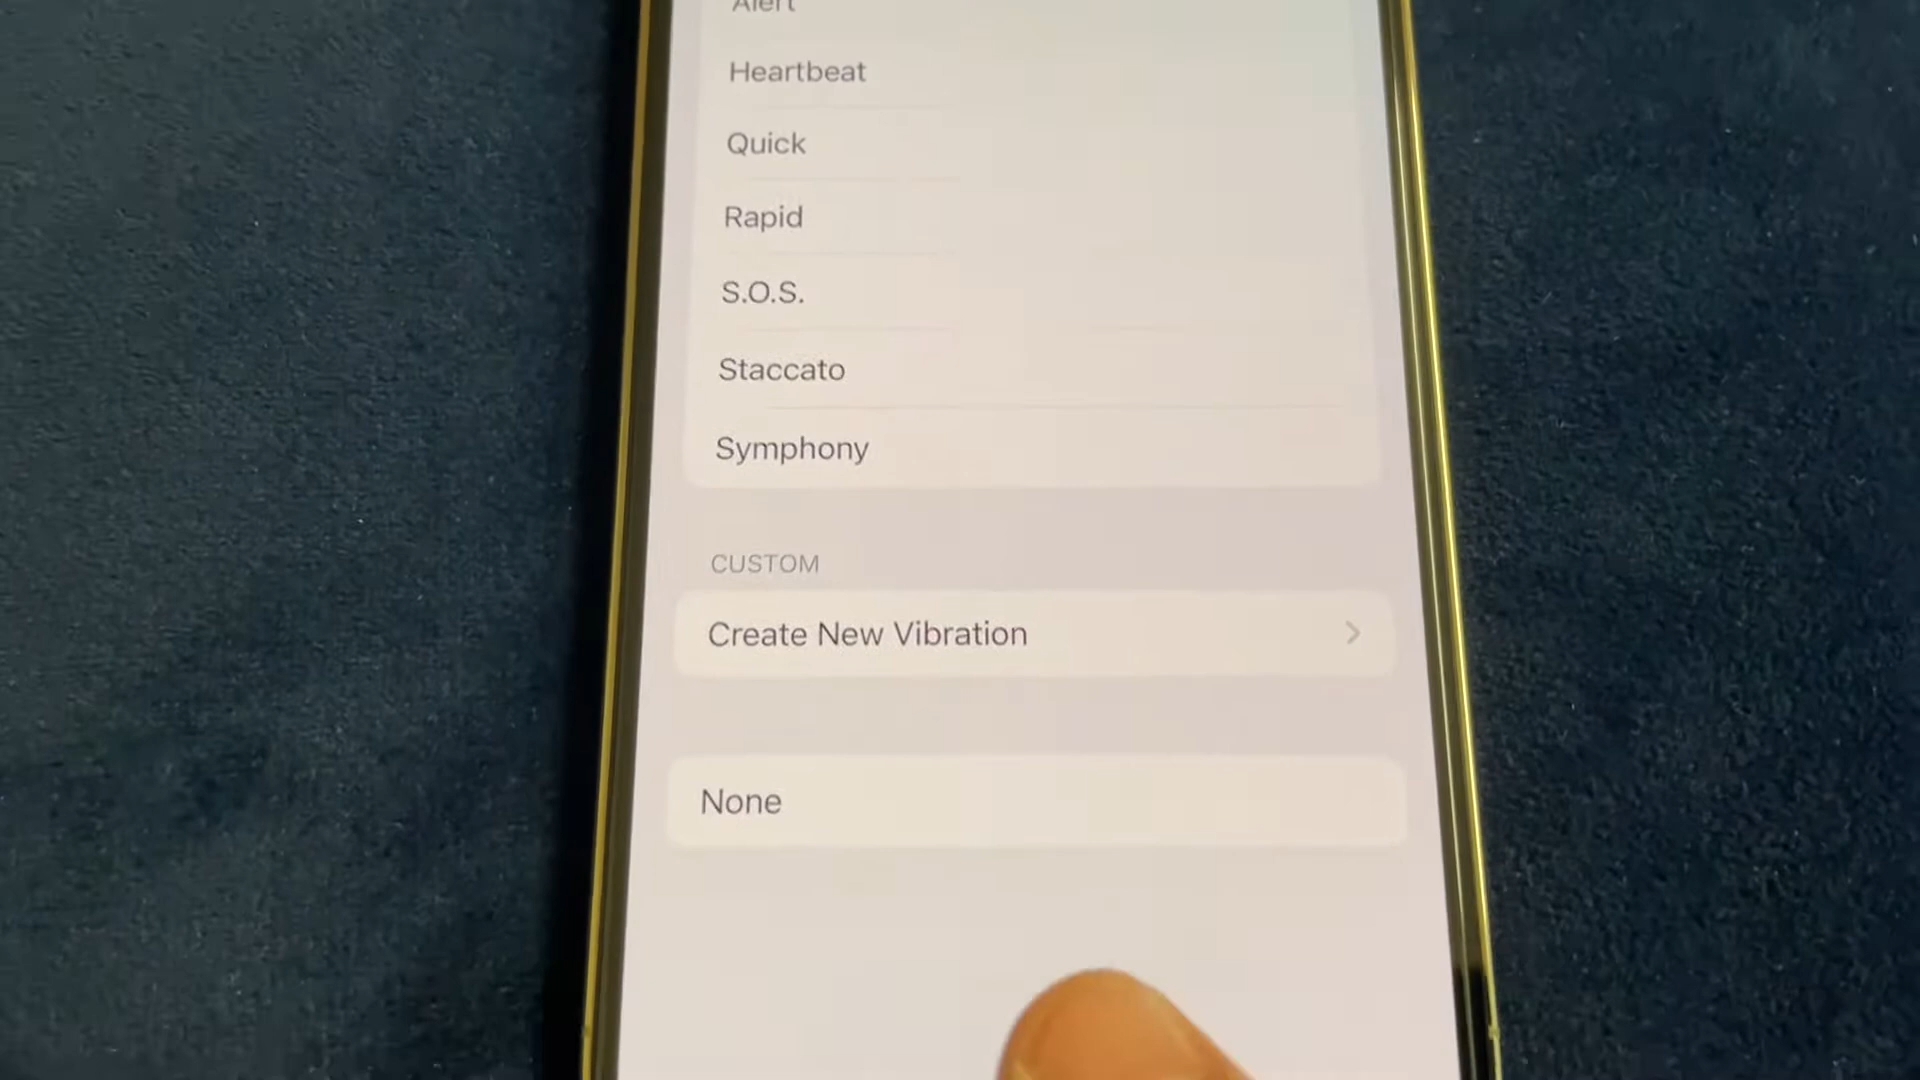 Alert
Heartbeat
Quick
Rapid
S.O.S.
Staccato
Symphony
CUSTOM
Create New Vibration
None